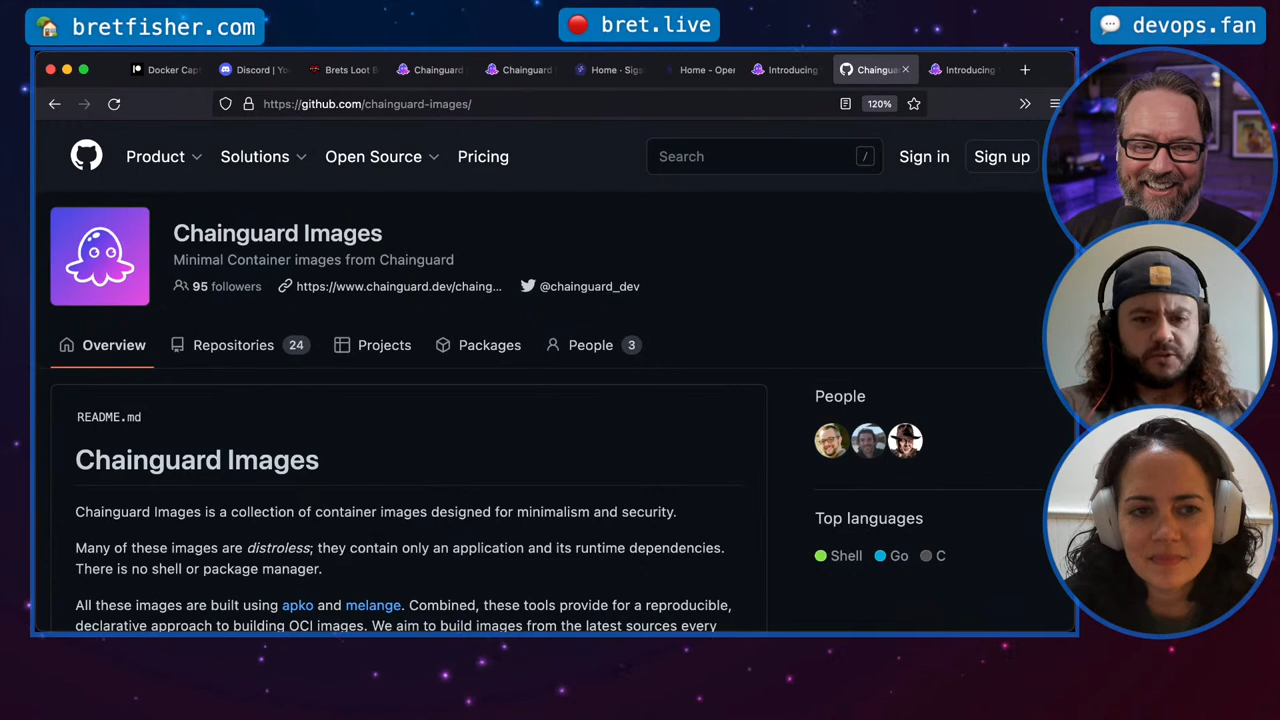 bretfisher.com
bret.live
devops.fan
Docker Cap
Discord | Yo
Brets Loot B
Chainguard
Chainguard
Home - Sigs
Home - Oper
Introducing
Chaingua
Introducing
https://github.com/chainguard-images/
120%
Product
Solutions
Open Source
Pricing
Search
/
Sign in
Sign up
Chainguard Images
Minimal Container images from Chainguard
95 followers
https://www.chainguard.dev/chaing...
@chainguard_dev
Overview
Repositories 24
Projects
Packages
People 3
README.md
Chainguard Images
Chainguard Images is a collection of container images designed for minimalism and security.
Many of these images are distroless; they contain only an application and its runtime dependencies.
There is no shell or package manager.
All these images are built using apko and melange. Combined, these tools provide for a reproducible,
declarative approach to building OCI images. We aim to build images from the latest sources every
People
Top languages
Shell
Go
C